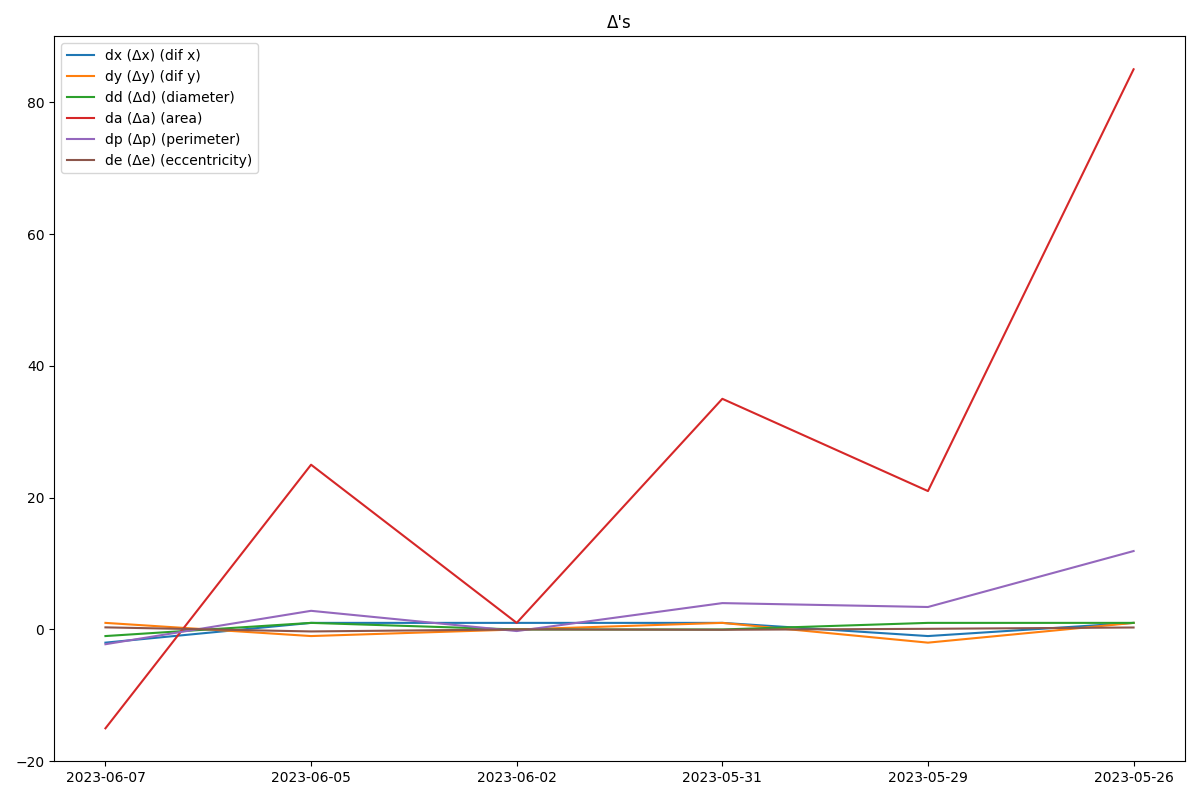 Δ's
dx (Δx) (dif x)
dy (Δy) (dif y)
dd (Δd) (diameter)
da (Δa) (area)
dp (Δp) (perimeter)
de (Δe) (eccentricity)
80
60
40
20
0
−20
2023-06-07 2023-06-05 2023-06-02 2023-05-31 2023-05-29 2023-05-26